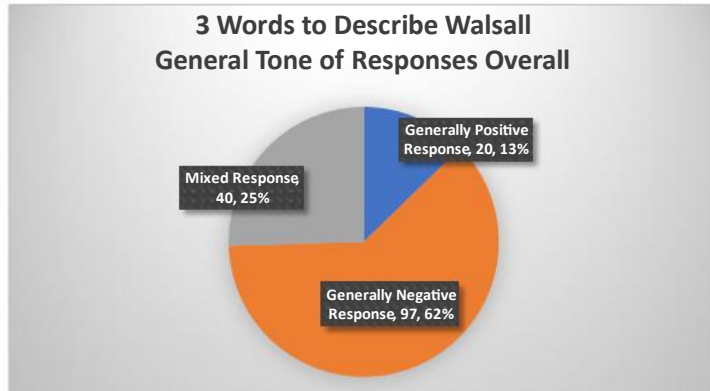 3 Words to Describe Walsall
General Tone of Responses Overall
Generally Positive
Response, 20, 13%
Mixed Response,
40, 25%
Generally Negative
Response, 97, 62%